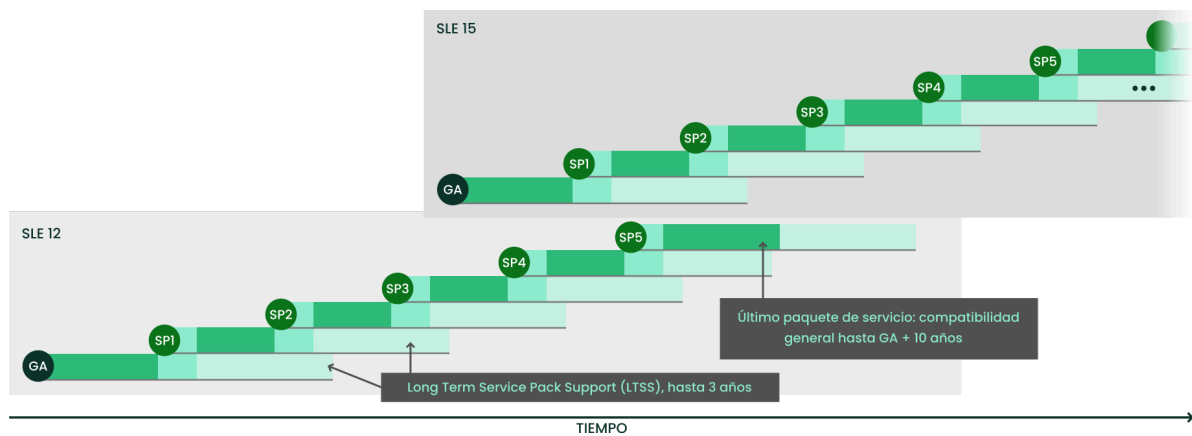 SLE 15
SP5
SP4
•••
SP3
SP2
SP1
GA
SLE 12
SP5
SP4
SP3
SP2
SP1
GA
Último paquete de servicio: compatibilidad
general hasta GA + 10 años
Long Term Service Pack Support (LTSS), hasta 3 años
TIEMPO